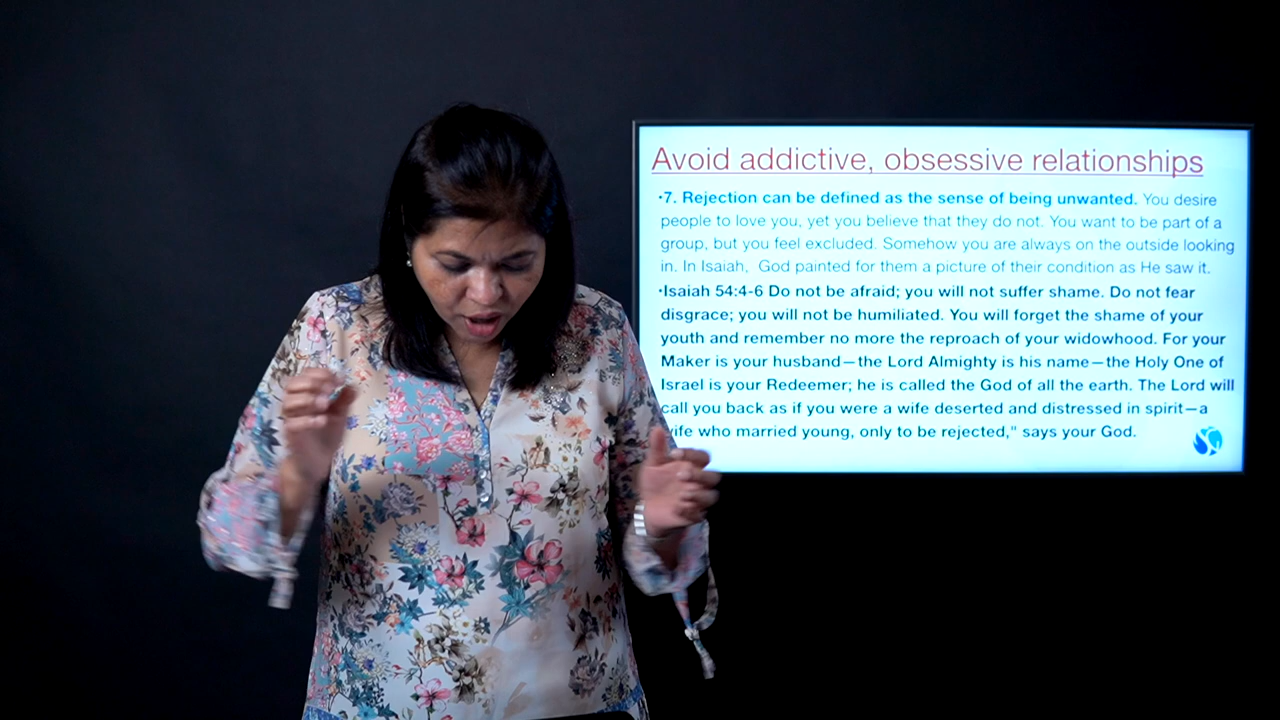 Avoid addictive, obsessive relationships
•7. Rejection can be defined as the sense of being unwanted. You desire
people to love you, yet you believe that they do not. You want to be part of a
group, but you feel excluded. Somehow you are always on the outside looking
in. In Isaiah, God painted for them a picture of their condition as He saw it.
•Isaiah 54:4-6 Do not be afraid; you will not suffer shame. Do not fear
disgrace; you will not be humiliated. You will forget the shame of your
youth and remember no more the reproach of your widowhood. For your
Maker is your husband—the Lord Almighty is his name—the Holy One of
Israel is your Redeemer; he is called the God of all the earth. The Lord will
call you back as if you were a wife deserted and distressed in spirit—a
wife who married young, only to be rejected," says your God.